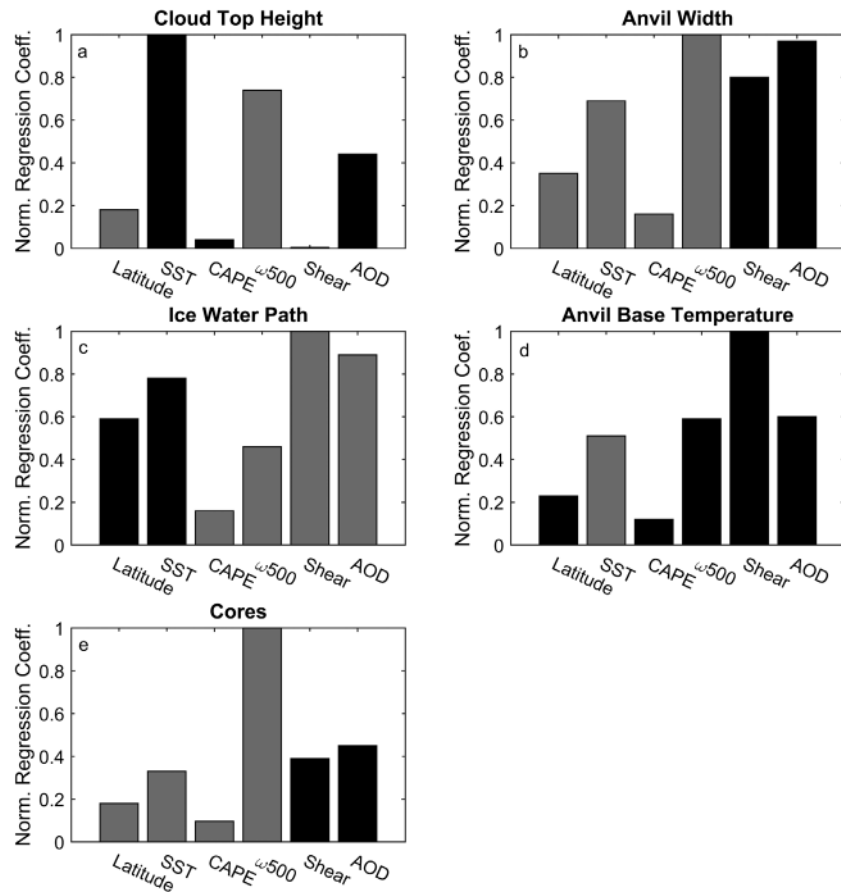 Cloud Top Height
a
Norm. Regression Coeff.
1
0.8
0.6
0.4
0.2
0
Latitude
SST
CAPE
ω500
Shear
AOD
Anvil Width
b
Norm. Regression Coeff.
1
0.8
0.6
0.4
0.2
0
Latitude
SST
CAPE
ω500
Shear
AOD
Ice Water Path
c
Norm. Regression Coeff.
1
0.8
0.6
0.4
0.2
0
Latitude
SST
CAPE
ω500
Shear
AOD
Anvil Base Temperature
d
Norm. Regression Coef.
1
0.8
0.6
0.4
0.2
0
Latitude
SST
CAPE
ω500
Shear
AOD
Cores
e
Norm. Regression Coeff.
1
0.8
0.6
0.4
0.2
0
Latitude
SST
CAPE
ω500
Shear
AOD